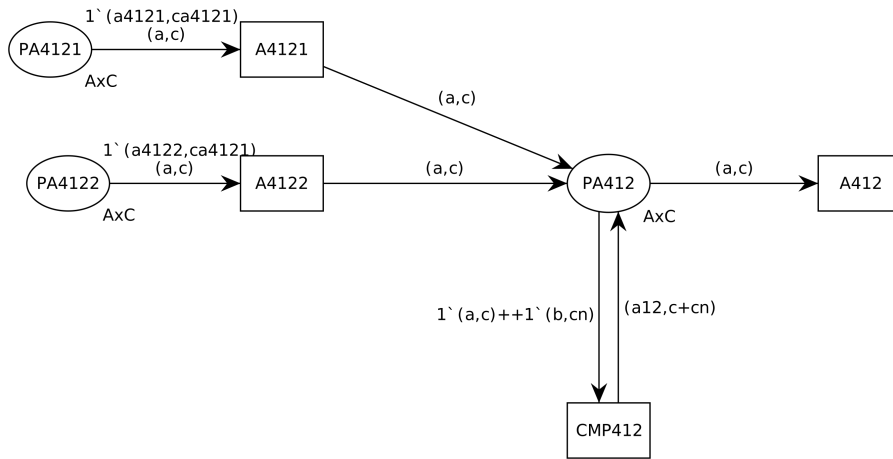 1`(a4121,ca4121)
PA4121
(a,c)
A4121
AxC
(a,c)
1`(a4122,ca4121)
PA4122
(a,c)
A4122
(a,c)
PA412
(a,c)
A412
AxC
AxC
1`(a,c)++1`(b,cn)
(a12,c+cn)
CMP412